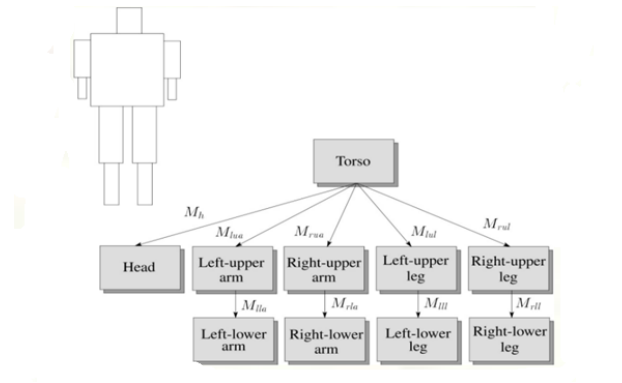 Torso
M_h
M_lua
M_rua
M_lul
M_rul
Head
Left-upper
arm
Right-upper
arm
Left-upper
leg
Right-upper
leg
M_lla
M_rla
M_lll
M_rll
Left-lower
arm
Right-lower
arm
Left-lower
leg
Right-lower
leg